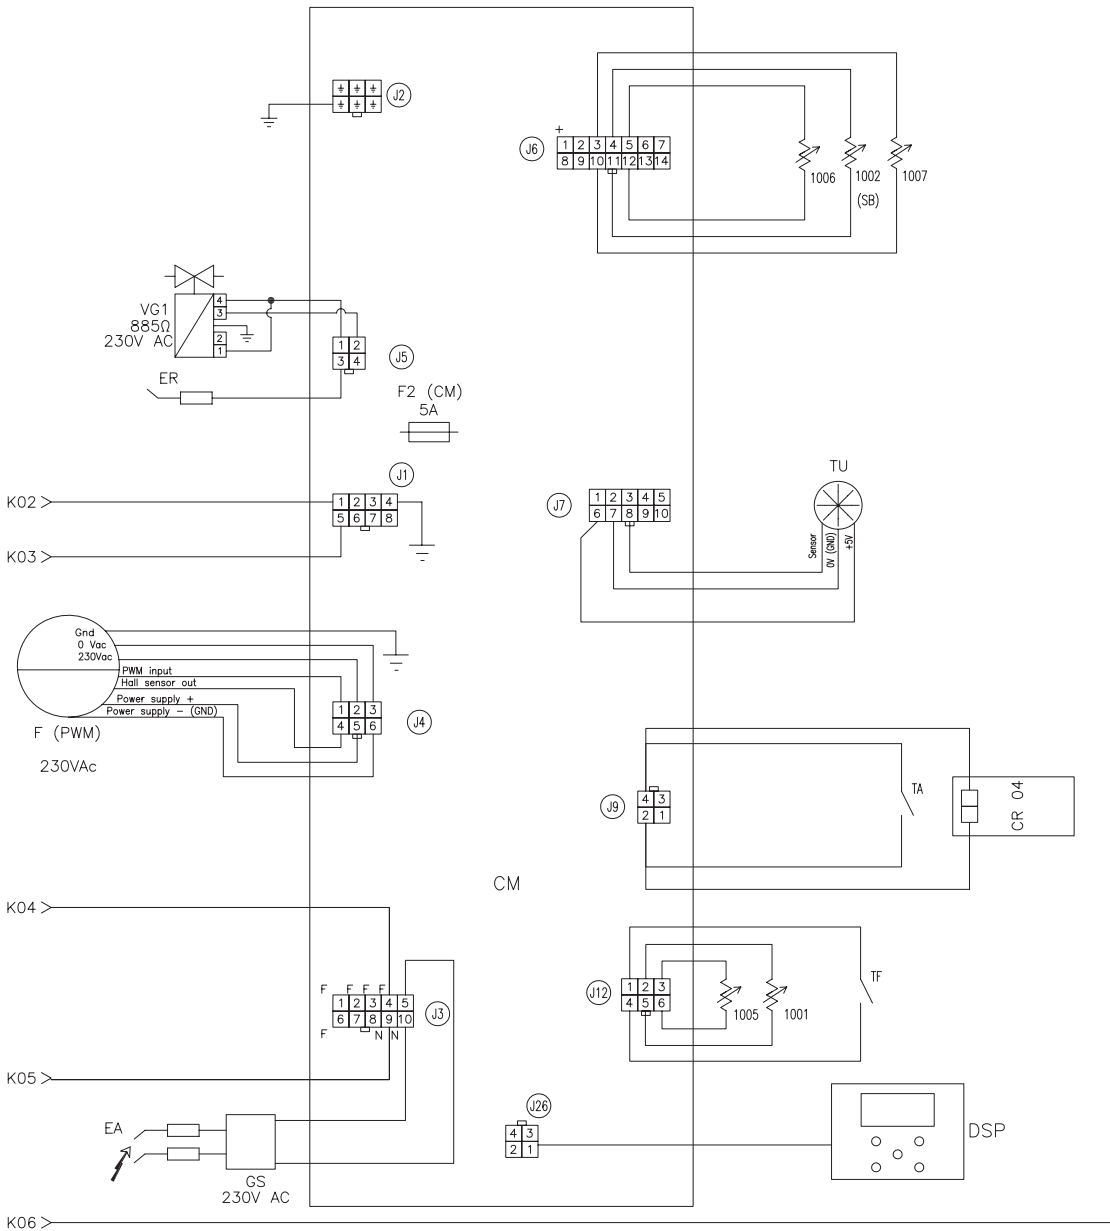 J2
+
J6
1 2 3 4 5 6 7
8 9 10 11 12 13 14
1006
1002
(SB)
1007
VG1
885Ω
230V AC
4
3
2
1
1 2
3 4
J5
ER
F2 (CM)
5A
J1
K02
1 2 3 4
5 6 7 8
K03
J7
1 2 3 4 5
6 7 8 9 10
TU
Sensor
0V (GND)
+5V
Gnd
0 Vac
230Vac
PWM input
Hall sensor out
Power supply +
Power supply - (GND)
F (PWM)
230VAc
1 2 3
4 5 6
J4
J9
4 3
2 1
TA
CR 04
CM
K04
F F F F
1 2 3 4 5
6 7 8 9 10
F N N
J3
J12
1 2 3
4 5 6
1005
1001
TF
K05
EA
GS
230V AC
J26
4 3
2 1
DSP
K06